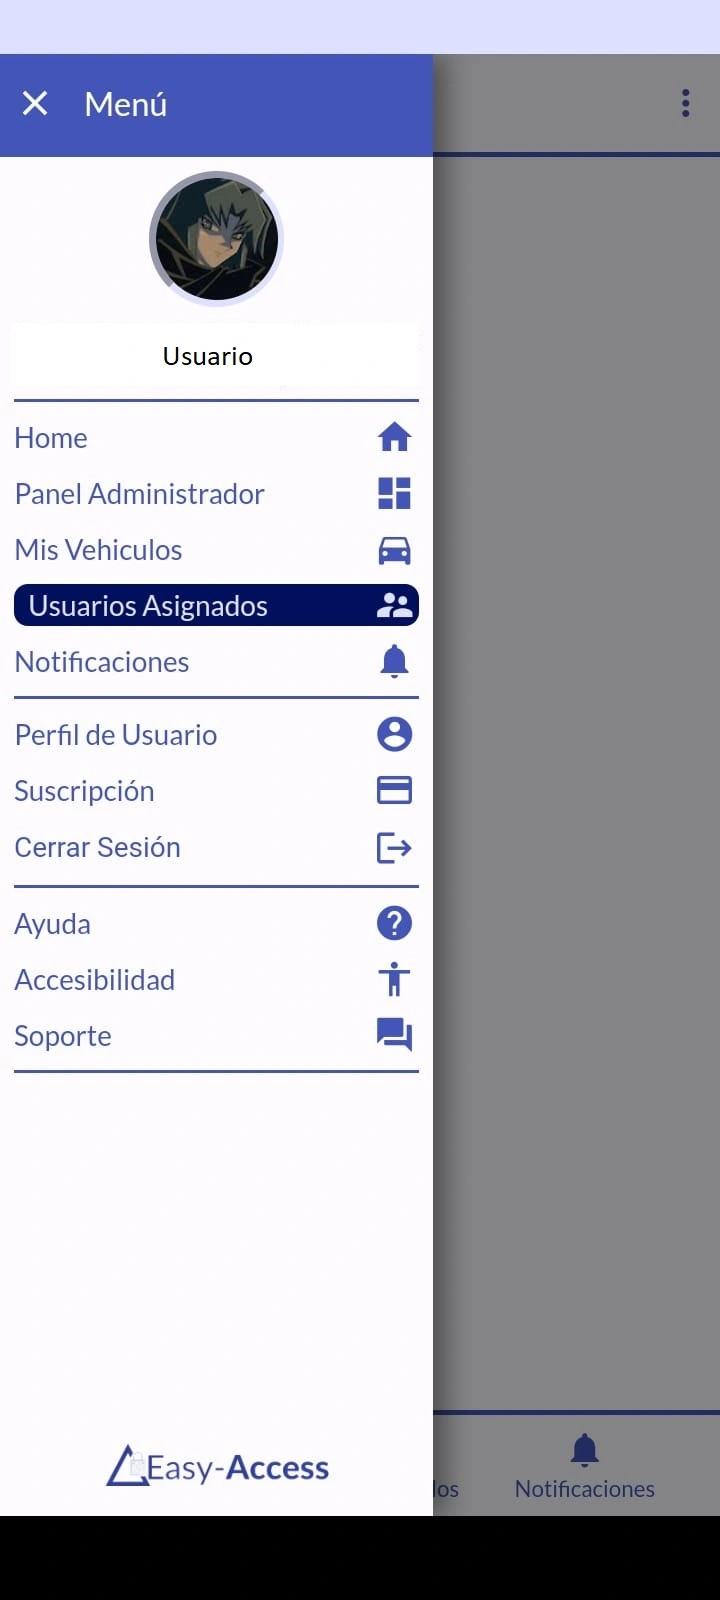 Menú
Usuario
Home
Panel Administrador
Mis Vehiculos
Usuarios Asignados
Notificaciones
Perfil de Usuario
Suscripción
Cerrar Sesión
Ayuda
Accesibilidad
Soporte
Easy-Access
Notificaciones